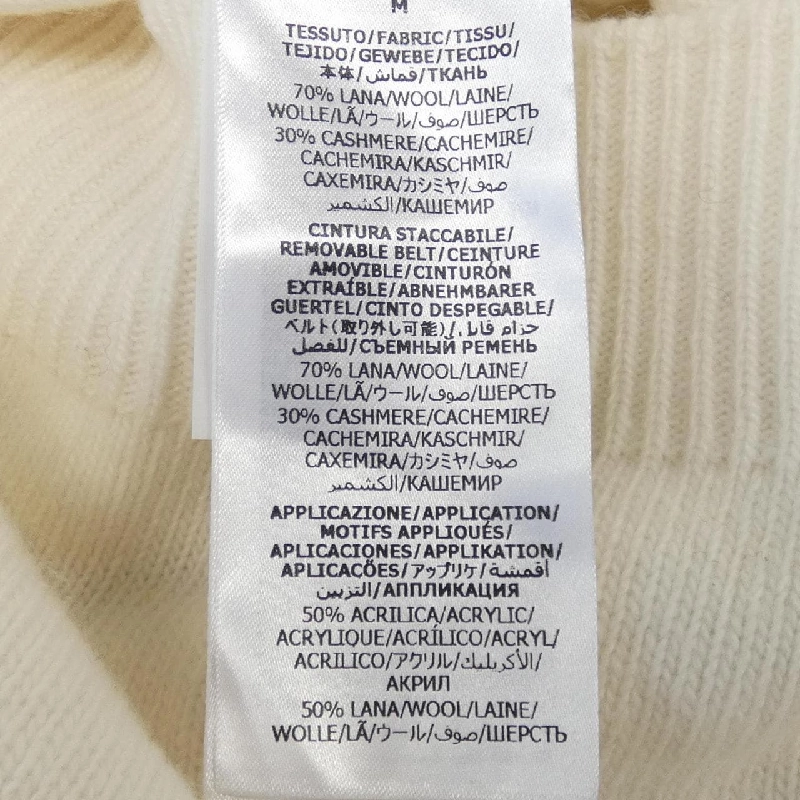 M
TESSUTO/FABRIC/TISSU/
TEJIDO/GEWEBE/TECIDO/
本体/قماش/ТКАНЬ
70% LANA/WOOL/LAINE/
WOLLE/LÃ/ウール/صوف/ШЕРСТЬ
30% CASHMERE/CACHEMIRE/
CACHEMIRA/KASCHMIR/
CAXEMIRA/カシミヤ/صوف
الكشمير/КАШЕМИР
CINTURA STACCABILE/
REMOVABLE BELT/CEINTURE
AMOVIBLE/CINTURÓN
EXTRAÍBLE/ABNEHMBARER
GUERTEL/CINTO DESPEGABLE/
ベルト(取り外し可能)/حزام قابل
للفصل/СЪЕМНЫЙ РЕМЕНЬ
70% LANA/WOOL/LAINE/
WOLLE/LÃ/ウール/صوف/ШЕРСТЬ
30% CASHMERE/CACHEMIRE/
CACHEMIRA/KASCHMIR/
CAXEMIRA/カシミヤ/صوف
الكشمير/КАШЕМИР
APPLICAZIONE/APPLICATION/
MOTIFS APPLIQUÉS/
APLICACIONES/APPLIKATION/
APLICAÇÕES/アップリケ/أقمشة
التزيين/АППЛИКАЦИЯ
50% ACRILICA/ACRYLIC/
ACRYLIQUE/ACRÍLICO/ACRYL/
ACRILICO/アクリル/الأكريليك/
АКРИЛ
50% LANA/WOOL/LAINE/
WOLLE/LÃ/ウール/صوف/ШЕРСТЬ